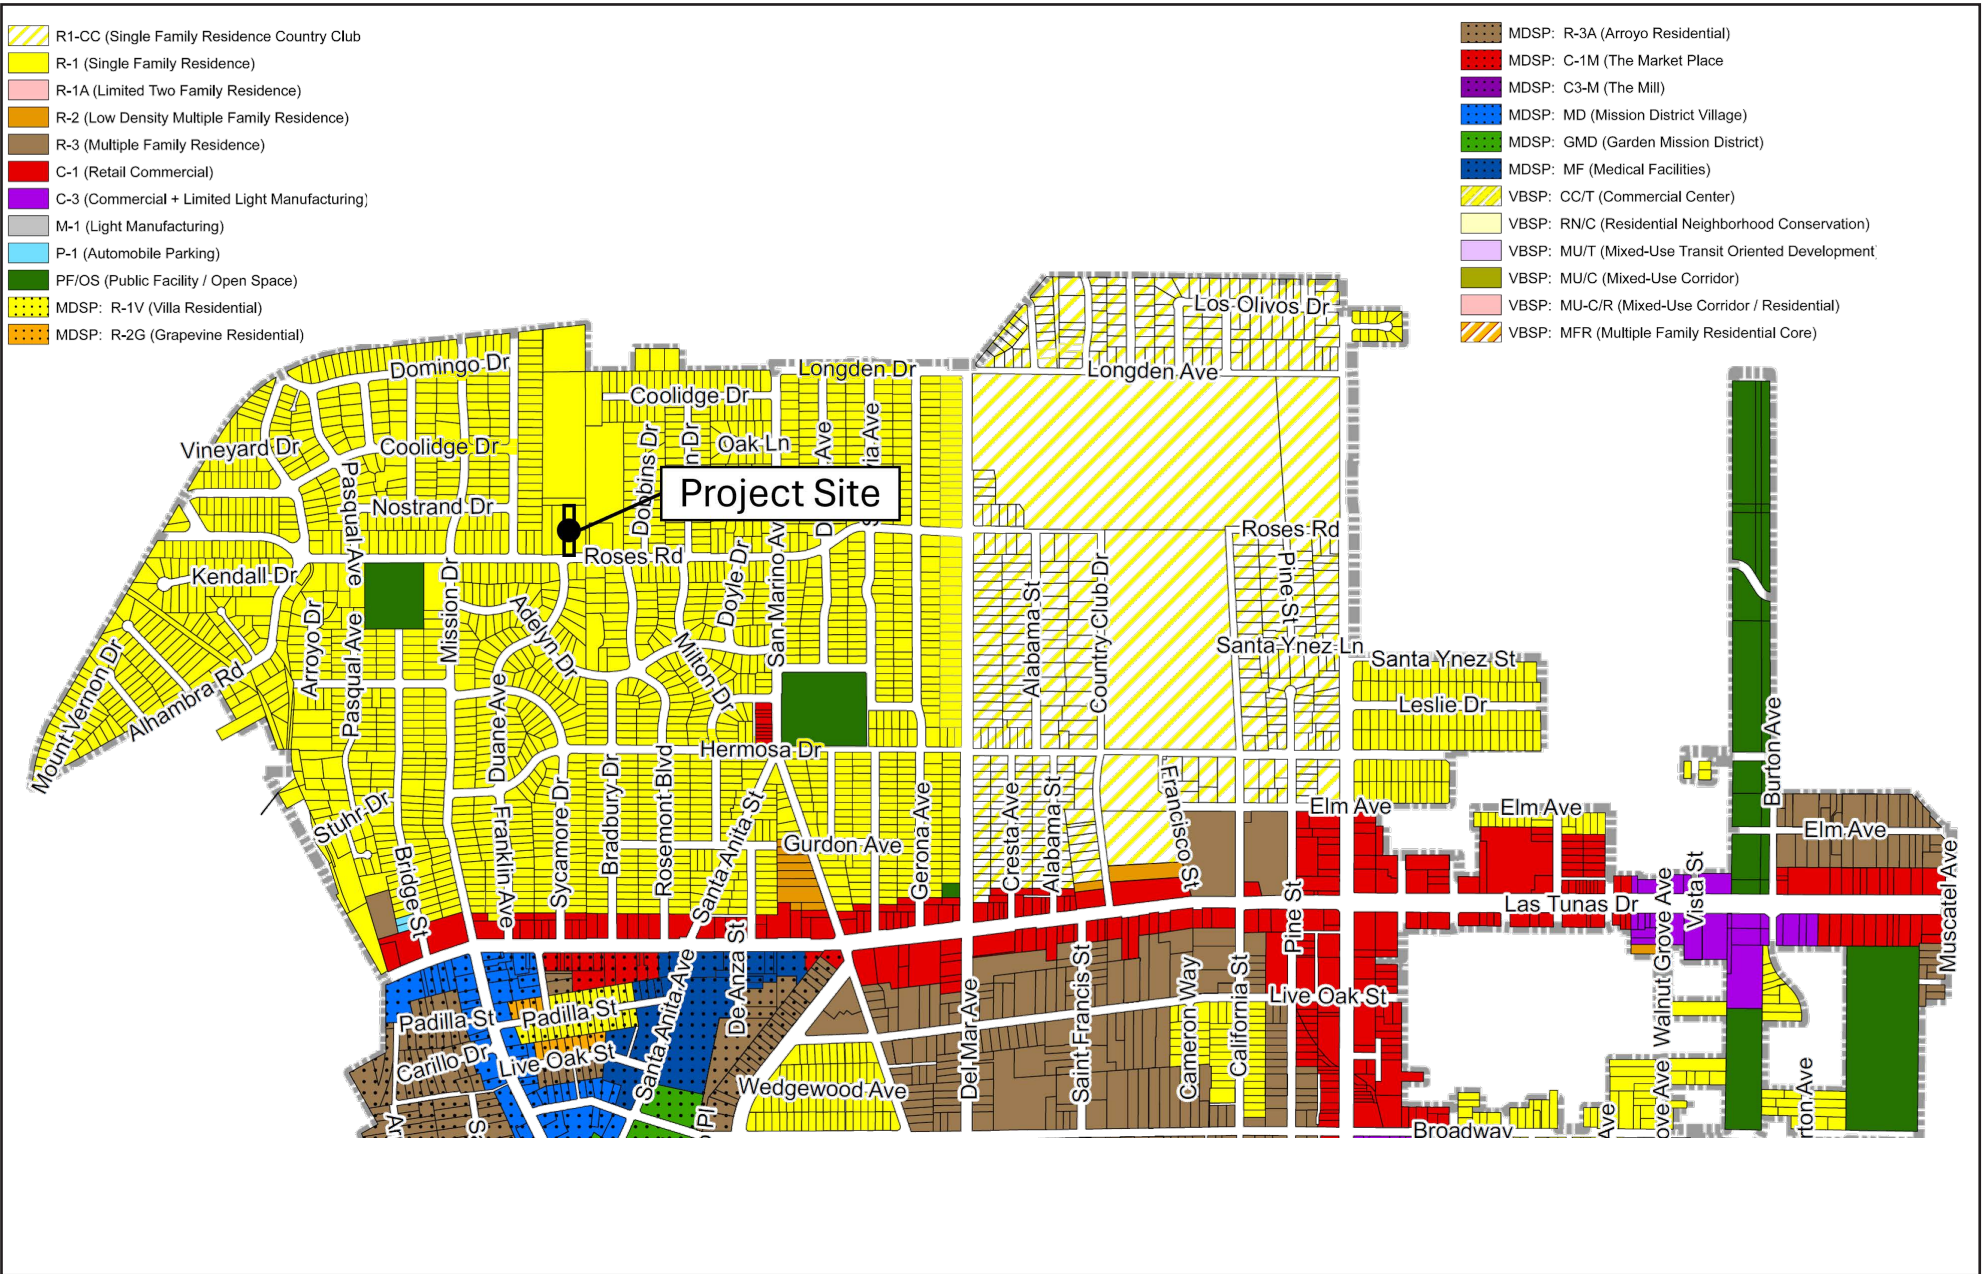 R1-CC (Single Family Residence Country Club
R-1 (Single Family Residence)
R-1A (Limited Two Family Residence)
R-2 (Low Density Multiple Family Residence)
R-3 (Multiple Family Residence)
C-1 (Retail Commercial)
C-3 (Commercial + Limited Light Manufacturing)
M-1 (Light Manufacturing)
P-1 (Automobile Parking)
PF/OS (Public Facility / Open Space)
MDSP: R-1V (Villa Residential)
MDSP: R-2G (Grapevine Residential)
MDSP: R-3A (Arroyo Residential)
MDSP: C-1M (The Market Place
MDSP: C3-M (The Mill)
MDSP: MD (Mission District Village)
MDSP: GMD (Garden Mission District)
MDSP: MF (Medical Facilities)
VBSP: CC/T (Commercial Center)
VBSP: RN/C (Residential Neighborhood Conservation)
VBSP: MU/T (Mixed-Use Transit Oriented Development
VBSP: MU/C (Mixed-Use Corridor)
VBSP: MU-C/R (Mixed-Use Corridor / Residential)
VBSP: MFR (Multiple Family Residential Core)
Los Olivos Dr
Domingo Dr
Longden Dr
Longden Ave
Coolidge Dr
Vineyard Dr
Coolidge Dr
Oak Ln
Dobbins Dr
n Dr
Ave
via Ave
Project Site
Pasqual Ave
Nostrand Dr
Roses Rd
Roses Rd
Kendall Dr
Mission Dr
Adelyn Dr
Doyle Dr
San Marino Av
Alabama St
Country Club Dr
Pine St
Arroyo Dr
Pasqual Ave
Milton Dr
Santa Ynez Ln
Santa Ynez St
Leslie Dr
Mount Vernon Dr
Alhambra Rd
Duane Ave
Hermosa Dr
Burton Ave
Stuhr Dr
Franklin Ave
Sycamore Dr
Bradbury Dr
Rosemont Blvd
Santa Anita St
Gurdon Ave
Gerona Ave
Cresta Ave
Alabama St
Francisco St
Elm Ave
Elm Ave
Elm Ave
Bridge St
Pine St
Las Tunas Dr
Walnut Grove Ave
Vista St
Muscatel Ave
De Anza St
Santa Anita Ave
Padilla St
Padilla St
Carillo Dr
Live Oak St
Live Oak St
Del Mar Ave
Saint Francis St
Cameron Way
California St
Wedgewood Ave
Broadway
Ar
Sa
Pl
Ave
ove Ave
rton Ave